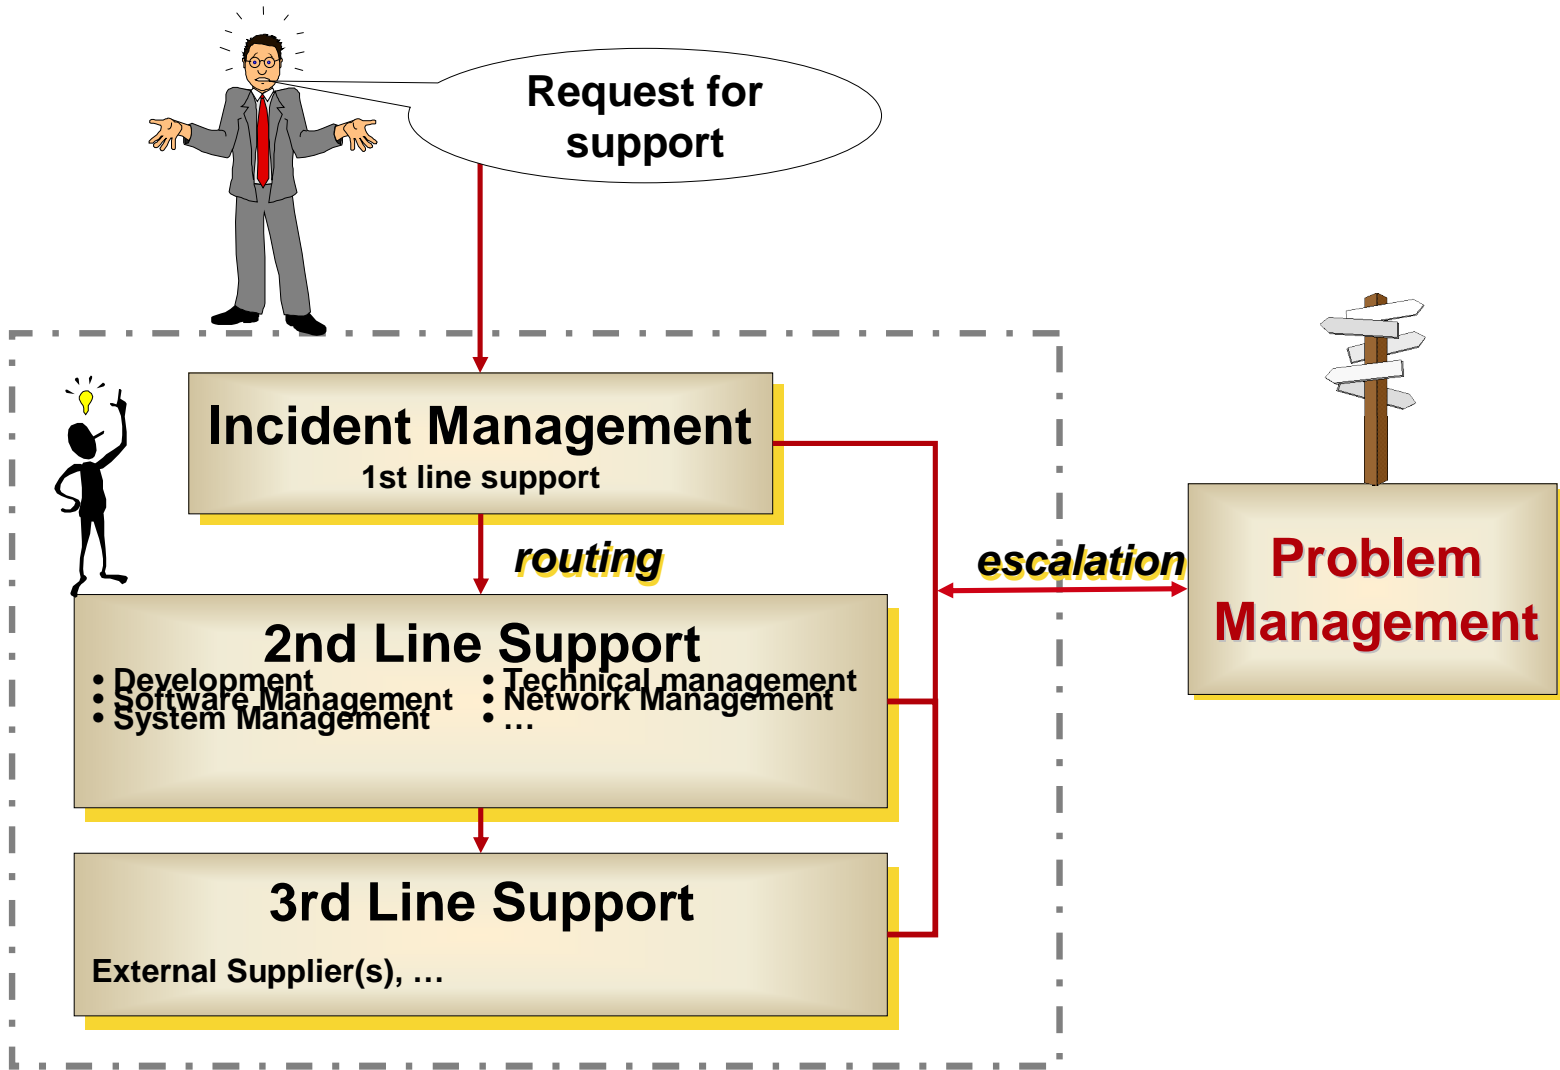 Request for
support
Incident Management
1st line support
routing
escalation
Problem
Management
2nd Line Support
• Development
• Software Management
• System Management
• Technical management
• Network Management
• …
3rd Line Support
External Supplier(s), …